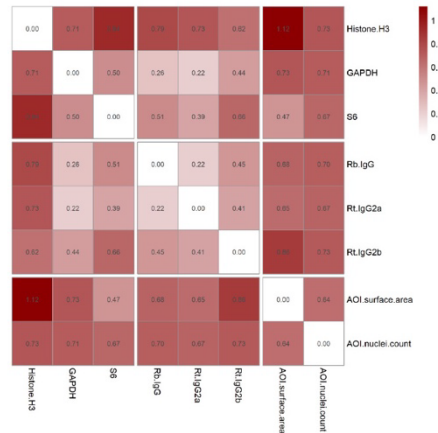 0.00 0.71 0.79 0.73 0.62 1.12 0.73 Histone.H3
0.71 0.00 0.50 0.26 0.22 0.44 0.73 0.71 GAPDH
0.50 0.00 0.51 0.39 0.66 0.47 0.67 S6
0.79 0.26 0.51 0.00 0.22 0.45 0.68 0.70 Rb.IgG
0.73 0.22 0.39 0.22 0.00 0.41 0.65 0.67 Rt.IgG2a
0.62 0.44 0.66 0.45 0.41 0.00 0.73 Rt.IgG2b
1.12 0.73 0.47 0.68 0.65 0.00 0.64 AOI.surface.area
0.73 0.71 0.67 0.70 0.67 0.73 0.64 0.00 AOI.nuclei.count
Histone.H3
GAPDH
S6
Rb.IgG
Rt.IgG2a
Rt.IgG2b
AOI.surface.area
AOI.nuclei.count
1
0